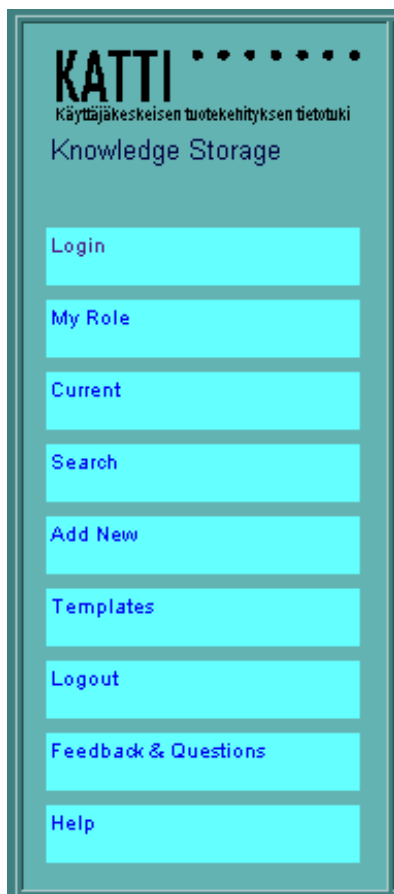 KATTI
Käyttäjäkeskeisen tuotekehityksen tietotuki
Knowledge Storage
Login
My Role
Current
Search
Add New
Templates
Logout
Feedback & Questions
Help